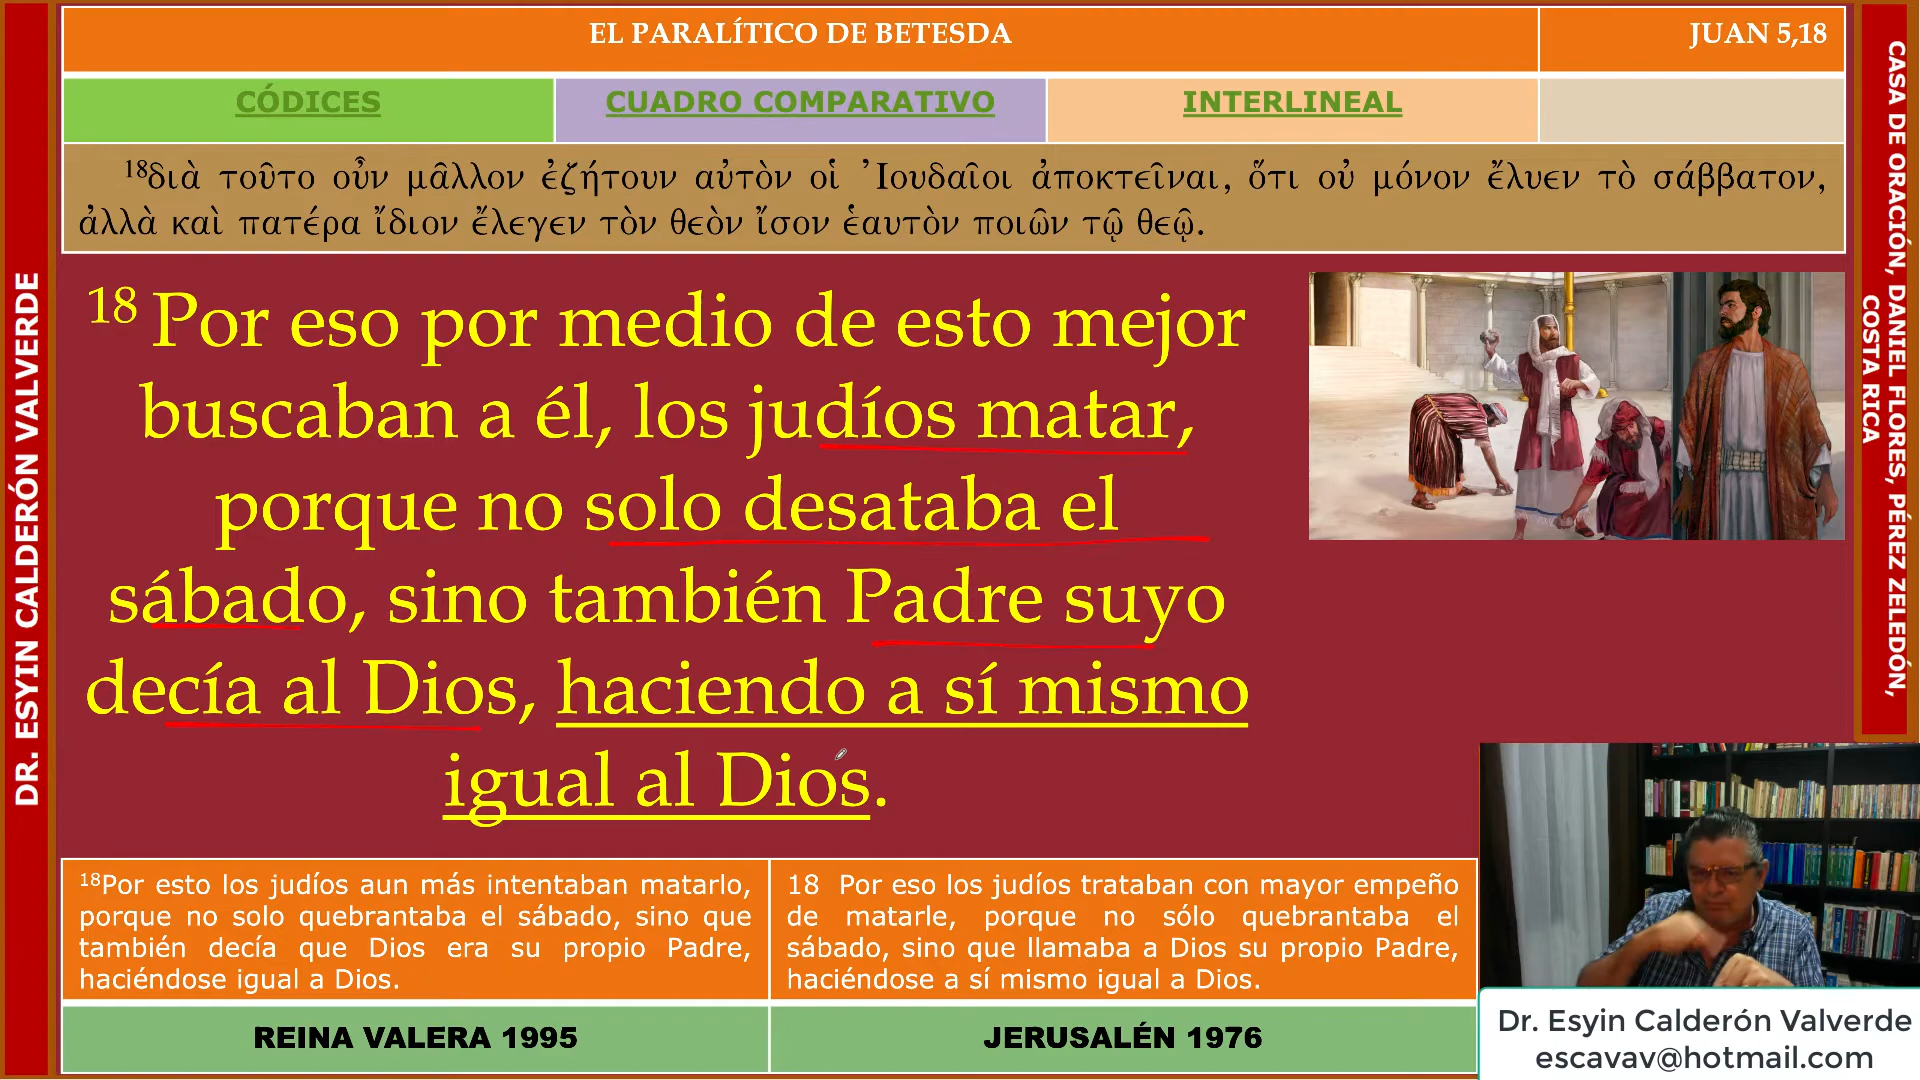 EL PARALÍTICO DE BETESDA
JUAN 5,18
CÓDICES
CUADRO COMPARATIVO
INTERLINEAL
¹⁸διὰ τοῦτο οὖν μᾶλλον ἐζήτουν αὐτὸν οἱ Ἰουδαῖοι ἀποκτεῖναι, ὅτι οὐ μόνον ἔλυεν τὸ σάββατον,
ἀλλὰ καὶ πατέρα ἴδιον ἔλεγεν τὸν θεὸν ἴσον ἑαυτὸν ποιῶν τῷ θεῷ.
18 Por eso por medio de esto mejor
buscaban a él, los judíos matar,
porque no solo desataba el
sábado, sino también Padre suyo
decía al Dios, haciendo a sí mismo
igual al Dios.
¹⁸Por esto los judíos aun más intentaban matarlo,
porque no solo quebrantaba el sábado, sino que
también decía que Dios era su propio Padre,
haciéndose igual a Dios.
18 Por eso los judíos trataban con mayor empeño
de matarle, porque no sólo quebrantaba el
sábado, sino que llamaba a Dios su propio Padre,
haciéndose a sí mismo igual a Dios.
REINA VALERA 1995
JERUSALÉN 1976
DR. ESYIN CALDERÓN VALVERDE
CASA DE ORACIÓN, DANIEL FLORES, PÉREZ ZELEDÓN,
COSTA RICA
Dr. Esyin Calderón Valverde
escavav@hotmail.com